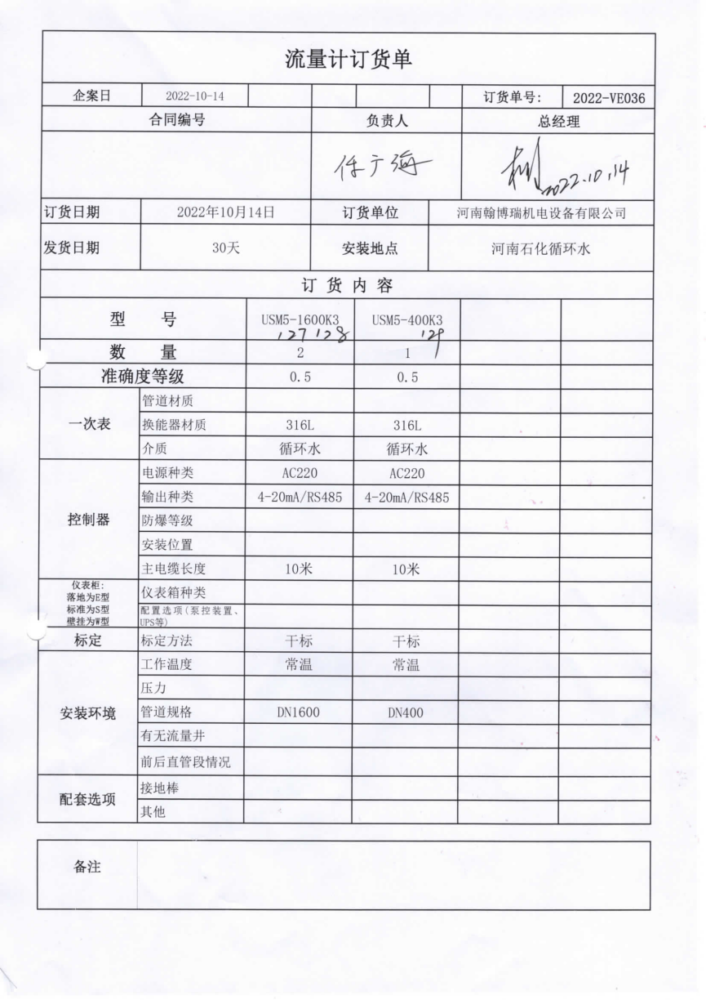 流量计订货单
企案日 2022-10-14 订货单号: 2022-VE036
合同编号 负责人 总经理
任广海 2022.10.14
订货日期 2022年10月14日 订货单位 河南翰博瑞机电设备有限公司
发货日期 30天 安装地点 河南石化循环水
订货内容
型号 USM5-1600K3 USM5-400K3
127 128 129
数量 2 1
准确度等级 0.5 0.5
一次表
管道材质
换能器材质 316L 316L
介质 循环水 循环水
控制器
电源种类 AC220 AC220
输出种类 4-20mA/RS485 4-20mA/RS485
防爆等级
安装位置
主电缆长度 10米 10米
仪表柜:
落地为E型
标准为S型
壁挂为W型
仪表箱种类
配置选项(泵控装置、
UPS等)
标定 标定方法 干标 干标
安装环境
工作温度 常温 常温
压力
管道规格 DN1600 DN400
有无流量井
前后直管段情况
配套选项
接地棒
其他
备注